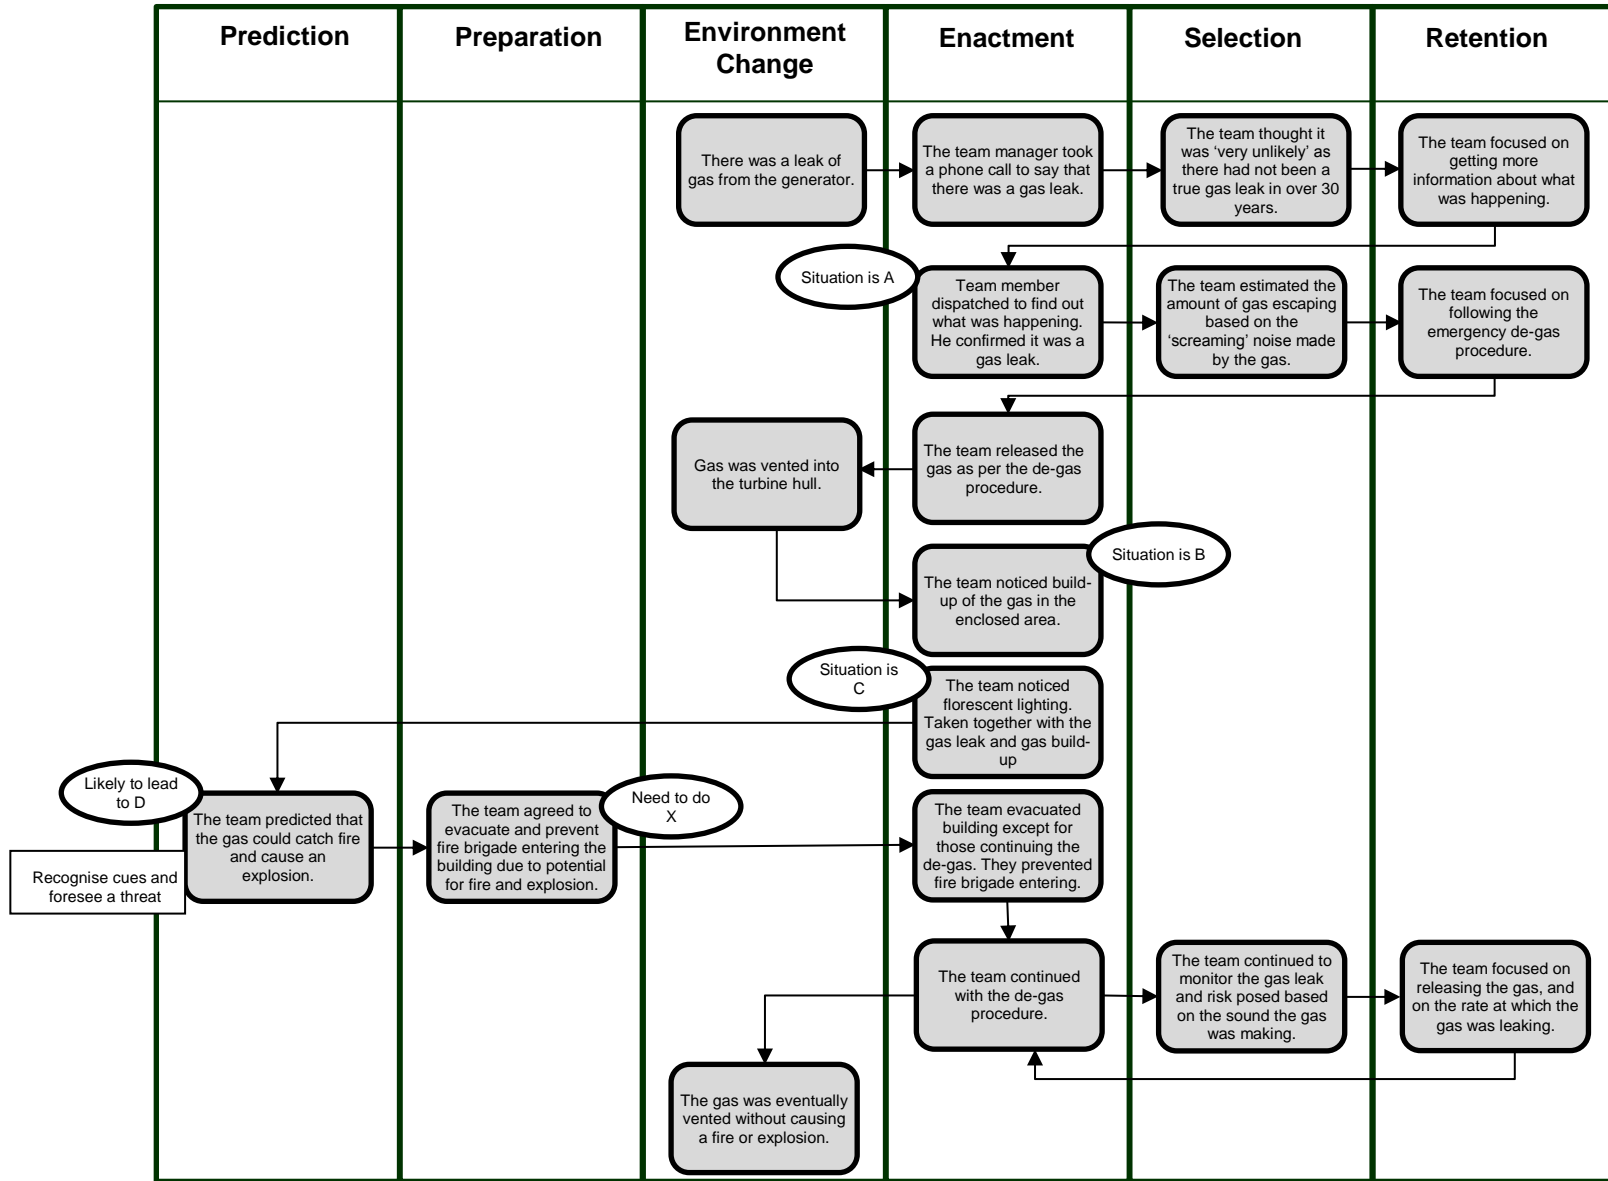 Prediction
Preparation
Environment
Change
Enactment
Selection
Retention
There was a leak of
gas from the generator.
The team manager took
a phone call to say that
there was a gas leak.
The team thought it
was ‘very unlikely’ as
there had not been a
true gas leak in over 30
years.
The team focused on
getting more
information about what
was happening.
Situation is A
Team member
dispatched to find out
what was happening.
He confirmed it was a
gas leak.
The team estimated the
amount of gas escaping
based on the
‘screaming’ noise made
by the gas.
The team focused on
following the
emergency de-gas
procedure.
Gas was vented into
the turbine hull.
The team released the
gas as per the de-gas
procedure.
Situation is B
The team noticed build-
up of the gas in the
enclosed area.
Situation is
C
The team noticed
florescent lighting.
Taken together with the
gas leak and gas build-
up
Likely to lead
to D
The team predicted that
the gas could catch fire
and cause an
explosion.
Recognise cues and
foresee a threat
The team agreed to
evacuate and prevent
fire brigade entering the
building due to potential
for fire and explosion.
Need to do
X
The team evacuated
building except for
those continuing the
de-gas. They prevented
fire brigade entering.
The team continued
with the de-gas
procedure.
The team continued to
monitor the gas leak
and risk posed based
on the sound the gas
was making.
The team focused on
releasing the gas, and
on the rate at which the
gas was leaking.
The gas was eventually
vented without causing
a fire or explosion.